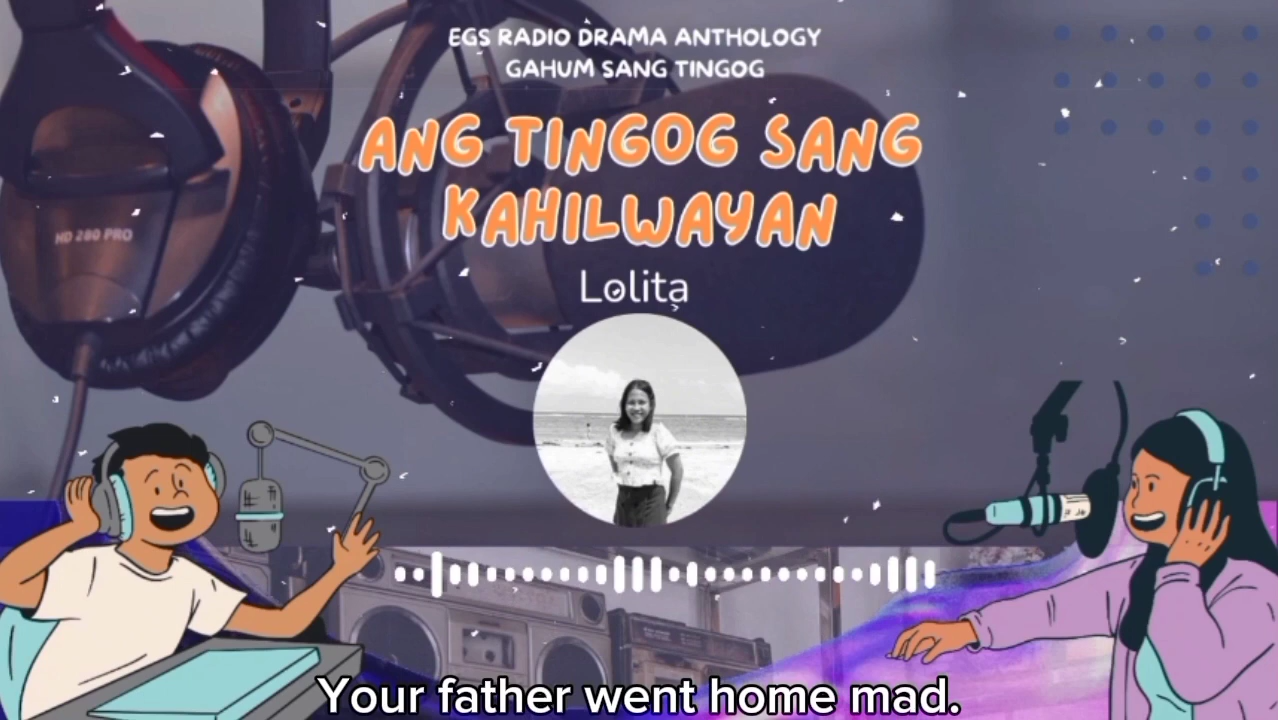 EGS RADIO DRAMA ANTHOLOGY
GAHUM SANG TINGOG
ANG TINGOG SANG
KAHILWAYAN
Lolita
HD 280 PRO
Your father went home mad.